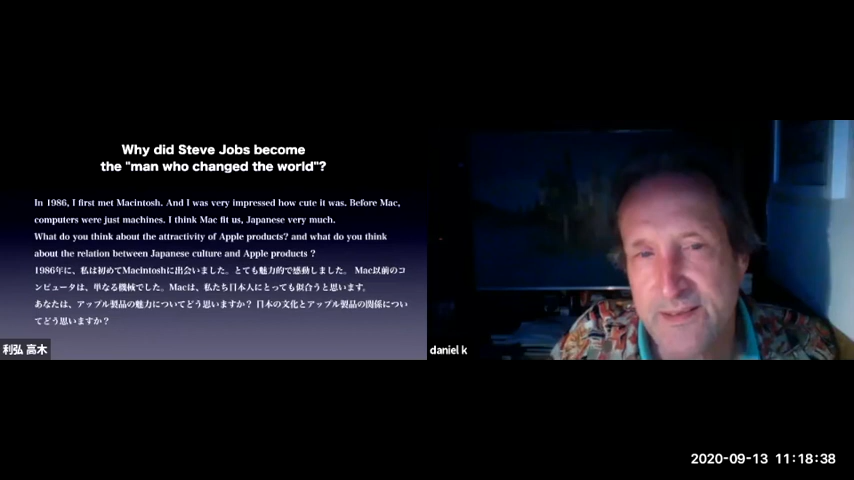 Why did Steve Jobs become
the "man who changed the world"?
In 1986, I first met Macintosh. And I was very impressed how cute it was. Before Mac,
computers were just machines. I think Mac fit us, Japanese very much.
What do you think about the attractivity of Apple products? and what do you think
about the relation between Japanese culture and Apple products ?
1986年に、私は初めてMacintoshに出会いました。とても魅力的で感動しました。 Mac以前のコ
ンピュータは、単なる機械でした。Macは、私たち日本人にとっても似合うと思います。
あなたは、アップル製品の魅力についてどう思いますか？ 日本の文化とアップル製品の関係につい
てどう思いますか？
利弘 高木
daniel k
2020-09-13 11:18:38